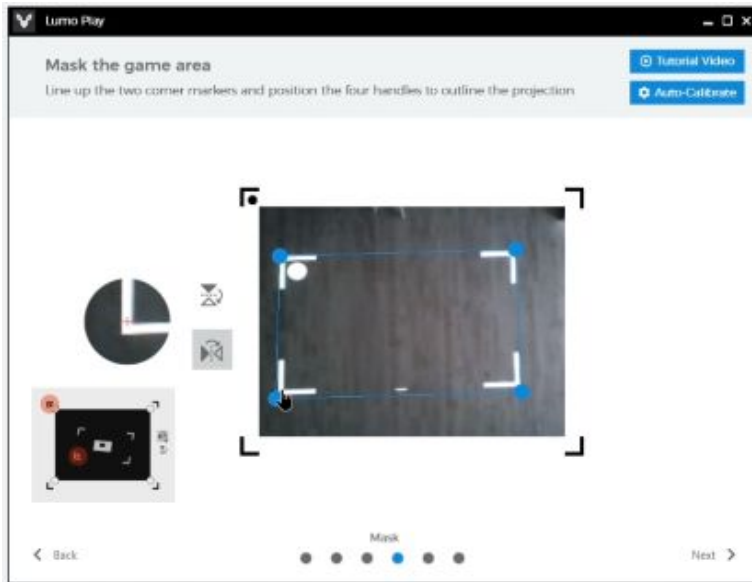 Lumo Play
Mask the game area
Line up the two corner markers and position the four handles to outline the projection
Tutorial Video
Auto-Calibrate
Mask
Back
Next